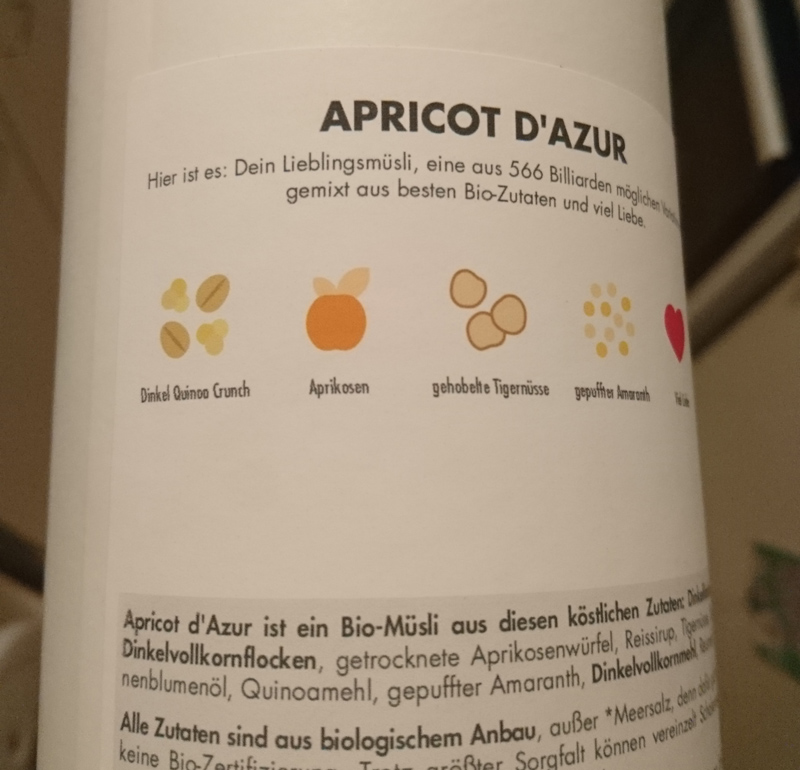 APRICOT D'AZUR
Hier ist es: Dein Lieblingsmüsli, eine aus 566 Billiarden möglichen
gemixt aus besten Bio-Zutaten und viel Liebe.
Dinkel Quinoa Crunch
Aprikosen
gehobelte Tigernüsse
gepuffter Amaranth
Apricot d'Azur ist ein Bio-Müsli aus diesen köstlichen Zutaten:
Dinkelvollkornflocken, getrocknete Aprikosenwürfel, Reissirup,
nenblumenöl, Quinoamehl, gepuffter Amaranth, Dinkelvollkornmehl,
Alle Zutaten sind aus biologischem Anbau, außer *Meersalz, denn dafür
keine Bio-Zertifizierung. Trotz größter Sorgfalt können vereinzelt